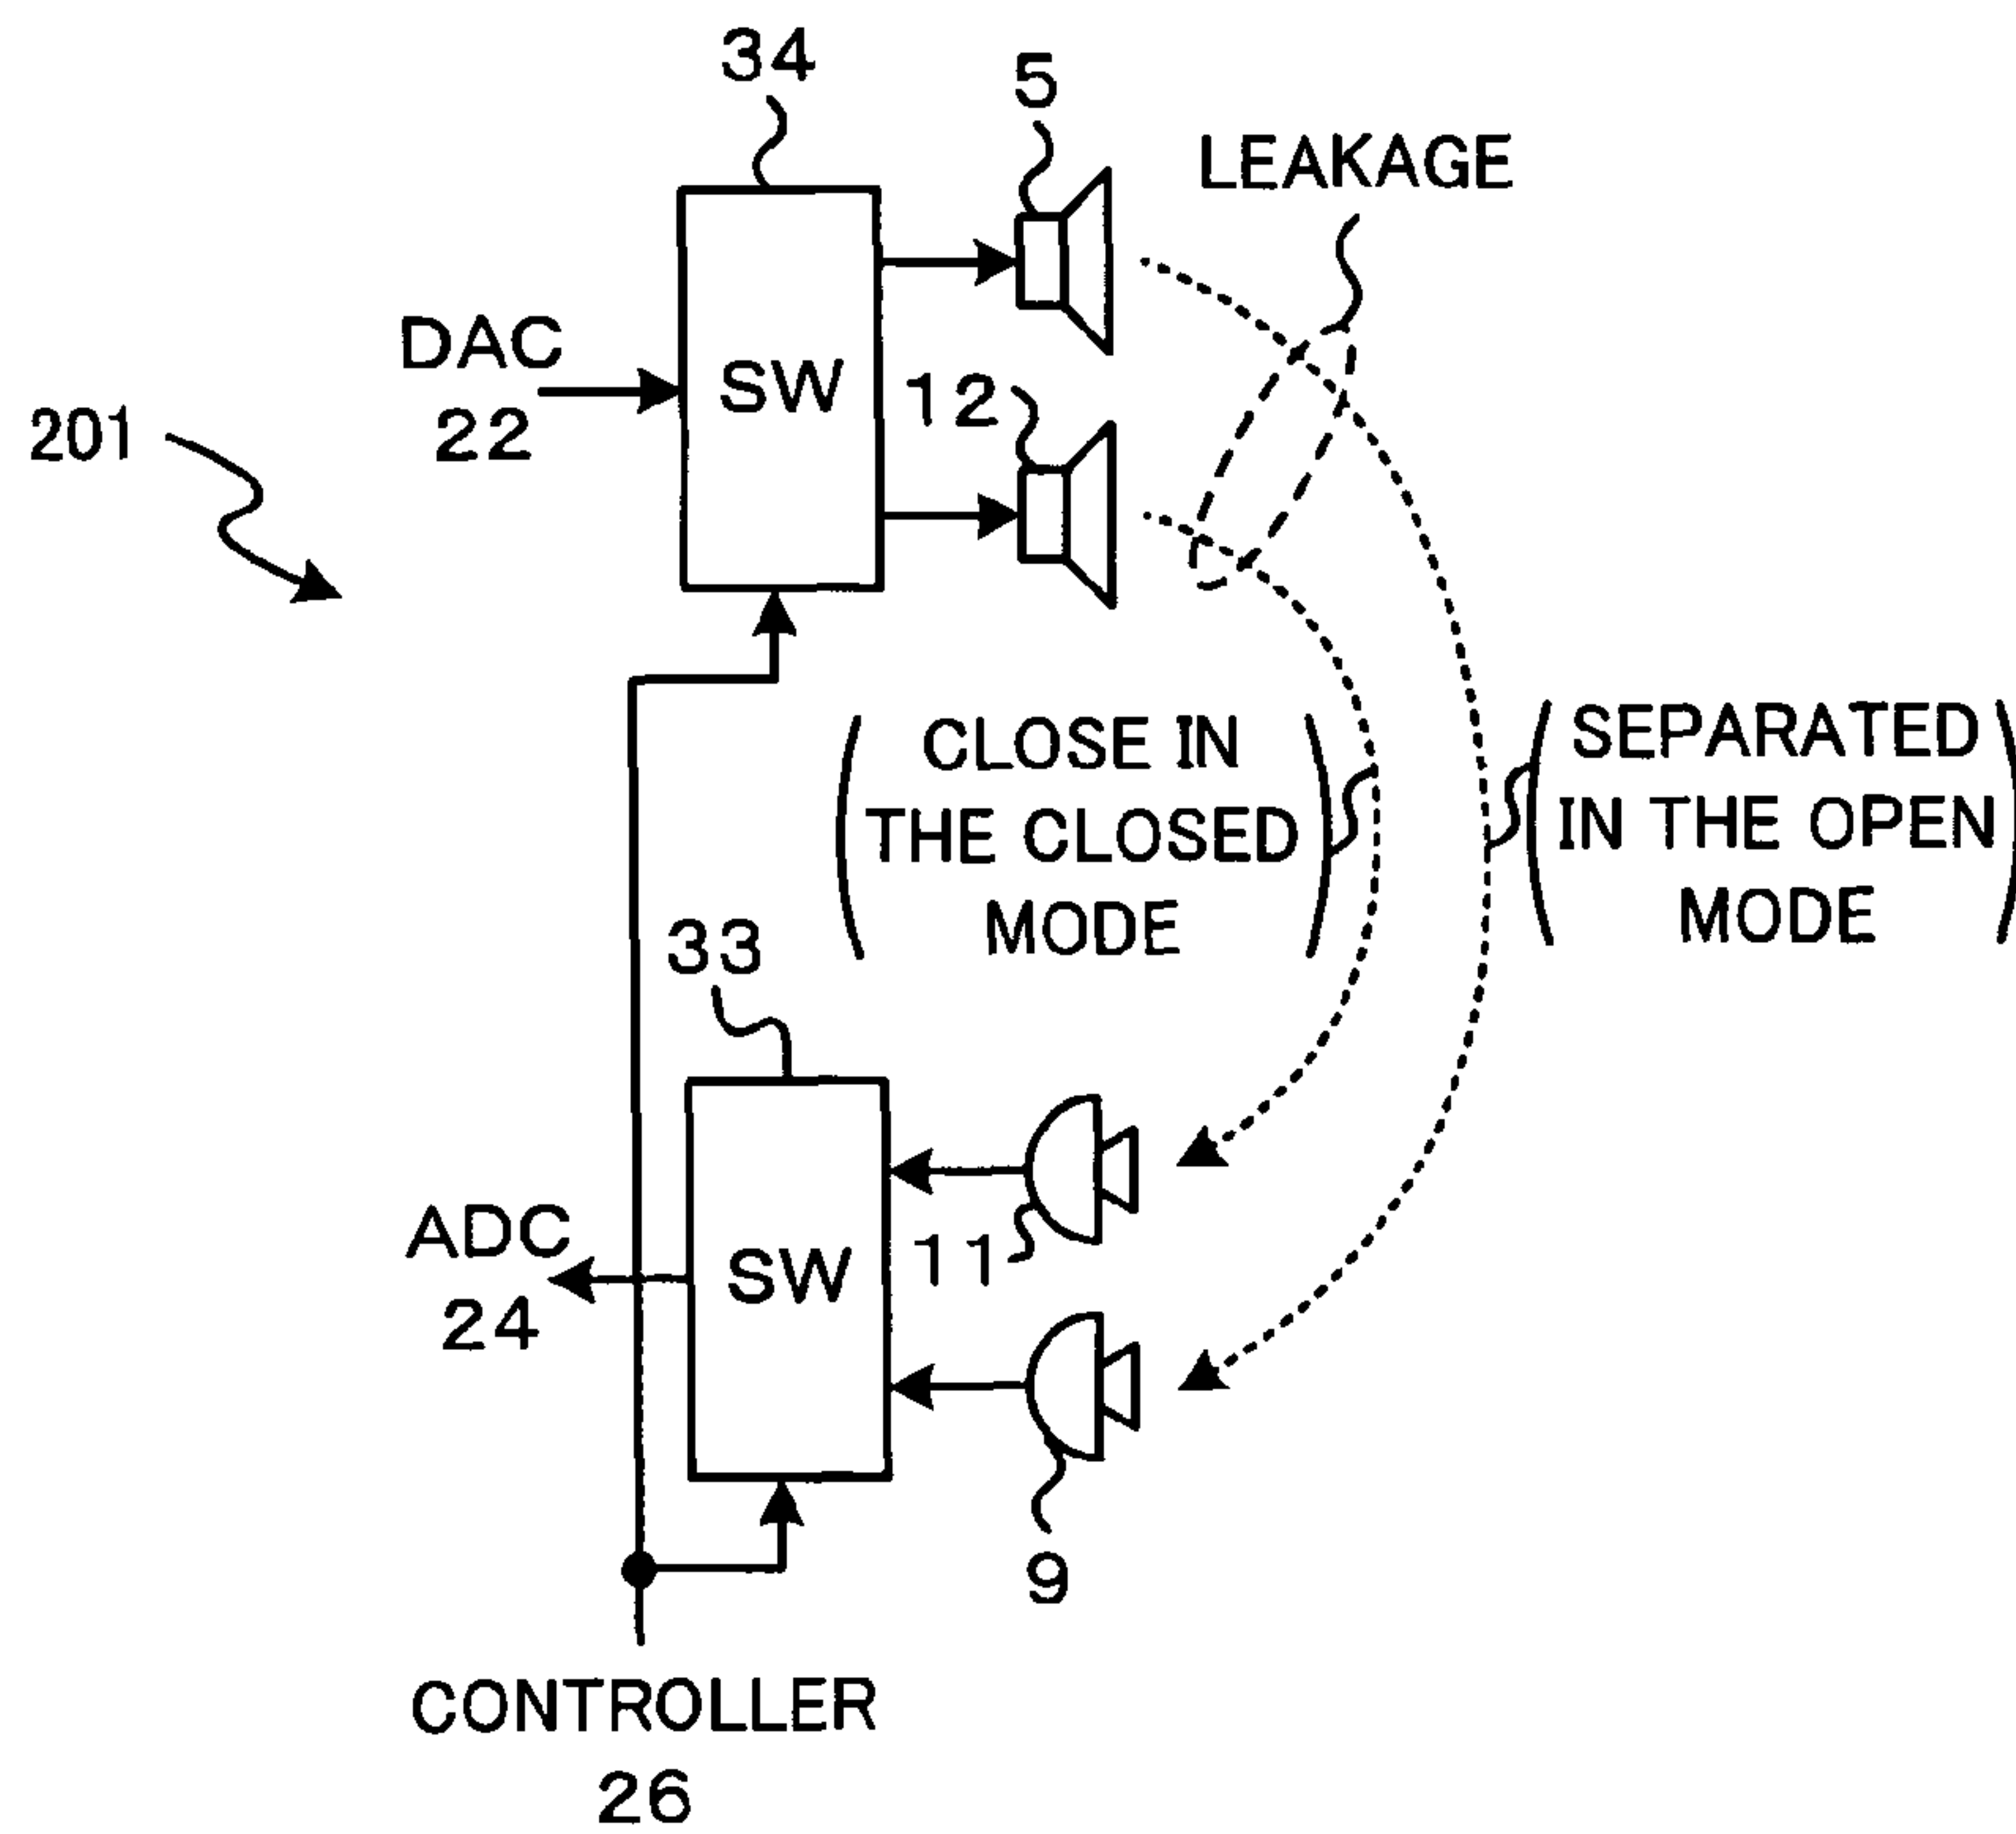 34
5
LEAKAGE
DAC
22
SW
12
201
CLOSE IN
THE CLOSED
MODE
SEPARATED
IN THE OPEN
MODE
33
ADC
24
SW
11
9
CONTROLLER
26